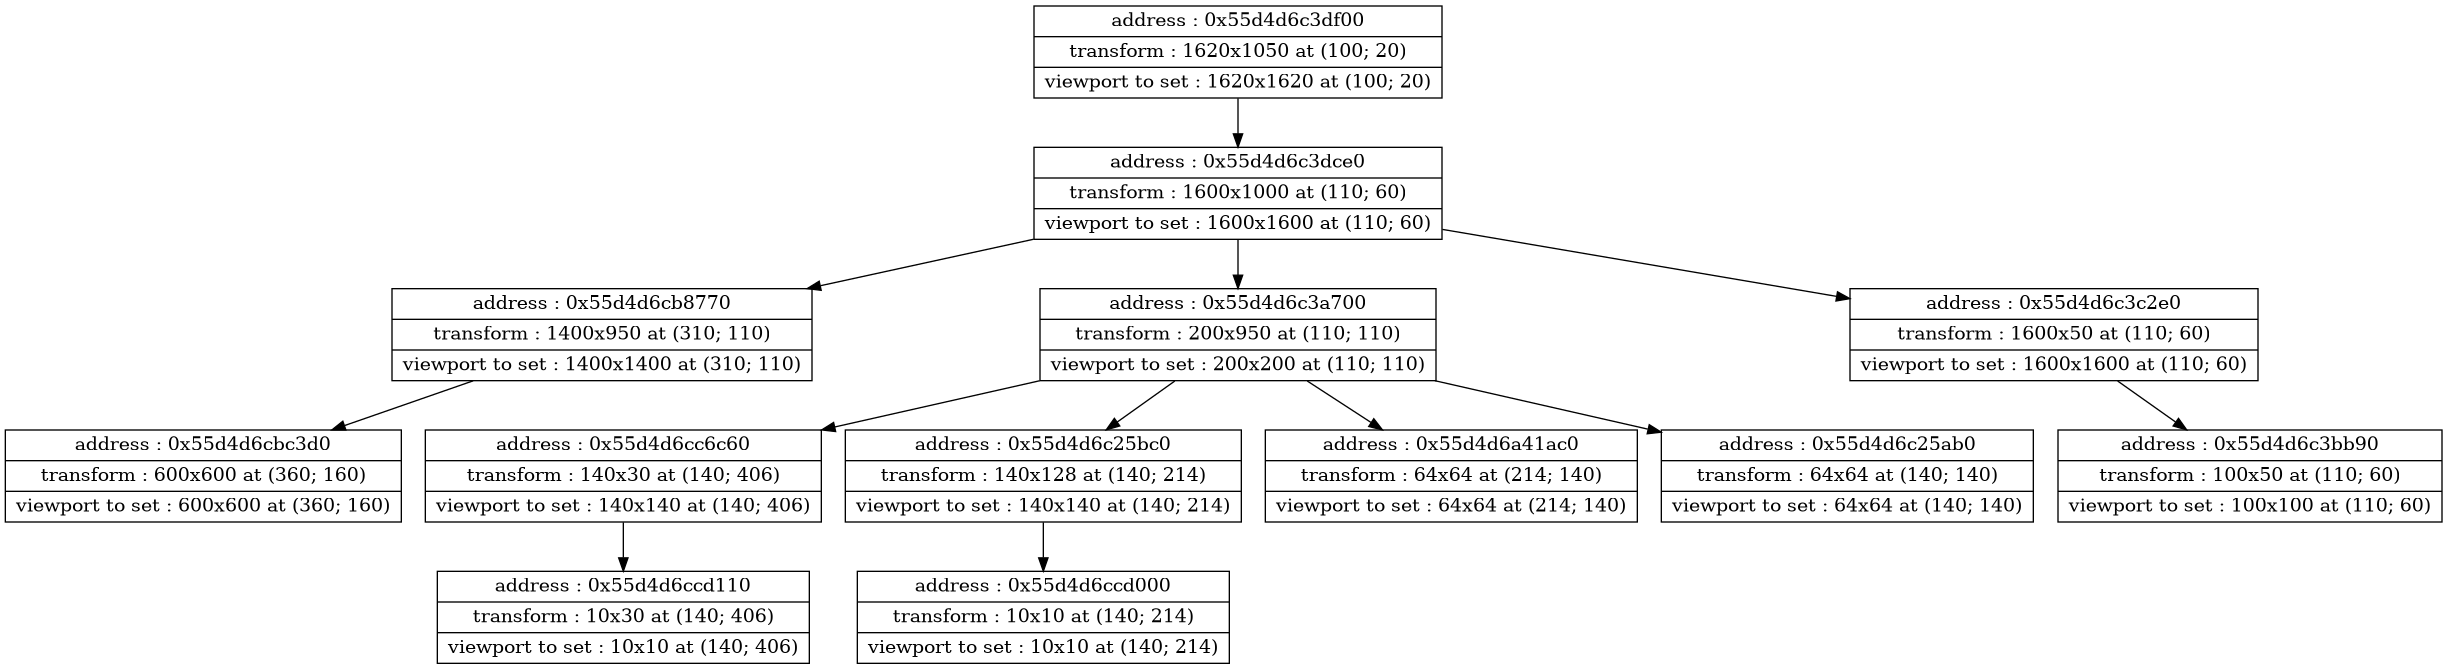 address : 0x55d4d6c3df00
transform : 1620x1050 at (100; 20)
viewport to set : 1620x1620 at (100; 20)
address : 0x55d4d6c3dce0
transform : 1600x1000 at (110; 60)
viewport to set : 1600x1600 at (110; 60)
address : 0x55d4d6cb8770
transform : 1400x950 at (310; 110)
viewport to set : 1400x1400 at (310; 110)
address : 0x55d4d6c3a700
transform : 200x950 at (110; 110)
viewport to set : 200x200 at (110; 110)
address : 0x55d4d6c3c2e0
transform : 1600x50 at (110; 60)
viewport to set : 1600x1600 at (110; 60)
address : 0x55d4d6cbc3d0
transform : 600x600 at (360; 160)
viewport to set : 600x600 at (360; 160)
address : 0x55d4d6cc6c60
transform : 140x30 at (140; 406)
viewport to set : 140x140 at (140; 406)
address : 0x55d4d6c25bc0
transform : 140x128 at (140; 214)
viewport to set : 140x140 at (140; 214)
address : 0x55d4d6a41ac0
transform : 64x64 at (214; 140)
viewport to set : 64x64 at (214; 140)
address : 0x55d4d6c25ab0
transform : 64x64 at (140; 140)
viewport to set : 64x64 at (140; 140)
address : 0x55d4d6c3bb90
transform : 100x50 at (110; 60)
viewport to set : 100x100 at (110; 60)
address : 0x55d4d6ccd110
transform : 10x30 at (140; 406)
viewport to set : 10x10 at (140; 406)
address : 0x55d4d6ccd000
transform : 10x10 at (140; 214)
viewport to set : 10x10 at (140; 214)